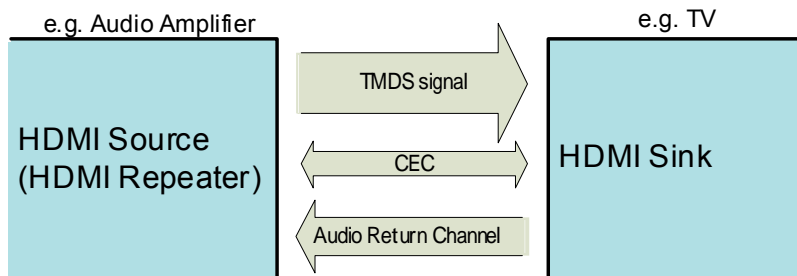 e.g. Audio Amplifier
e.g. TV
TMDS signal
HDMI Source
(HDMI Repeater)
CEC
HDMI Sink
Audio Return Channel